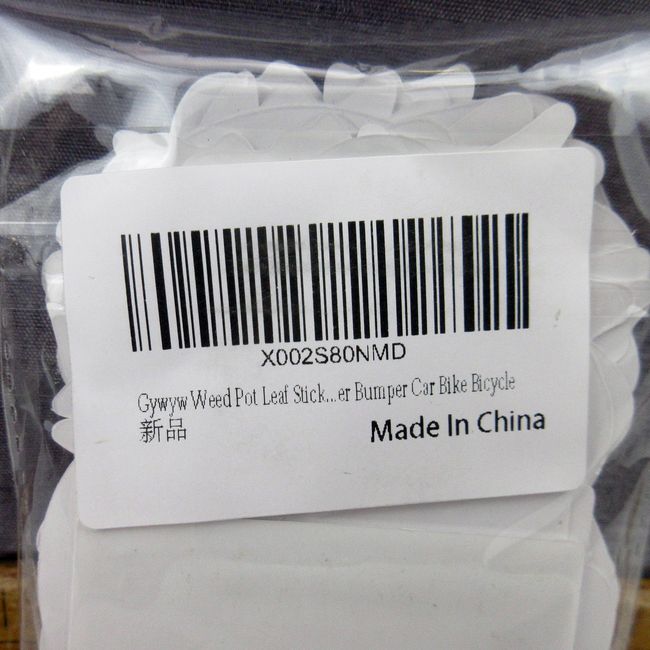 X002S80NMD
Gywyw Weed Pot Leaf Stick...er Bumper Car Bike Bicycle
新品
Made In China